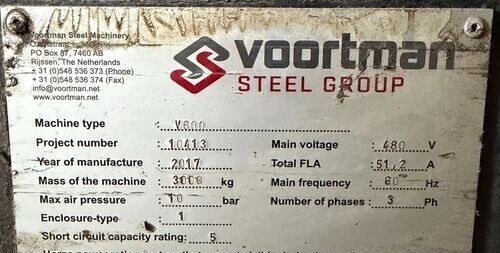 Voortman Steel Machinery
PO Box 87, 7460 AB
Rijssen, The Netherlands
+ 31 (0)548 536 373 (Phone)
+ 31 (0)548 536 374 (Fax)
info@voortman.net
www.voortman.net
voortman
STEEL GROUP
Machine type : V600
Project number : 10413 Main voltage : 480 V
Year of manufacture : 2017 Total FLA : 51,2 A
Mass of the machine : 3000 kg Main frequency : 60 Hz
Max air pressure : 10 bar Number of phases : 3 Ph
Enclosure-type : 1
Short circuit capacity rating: 5